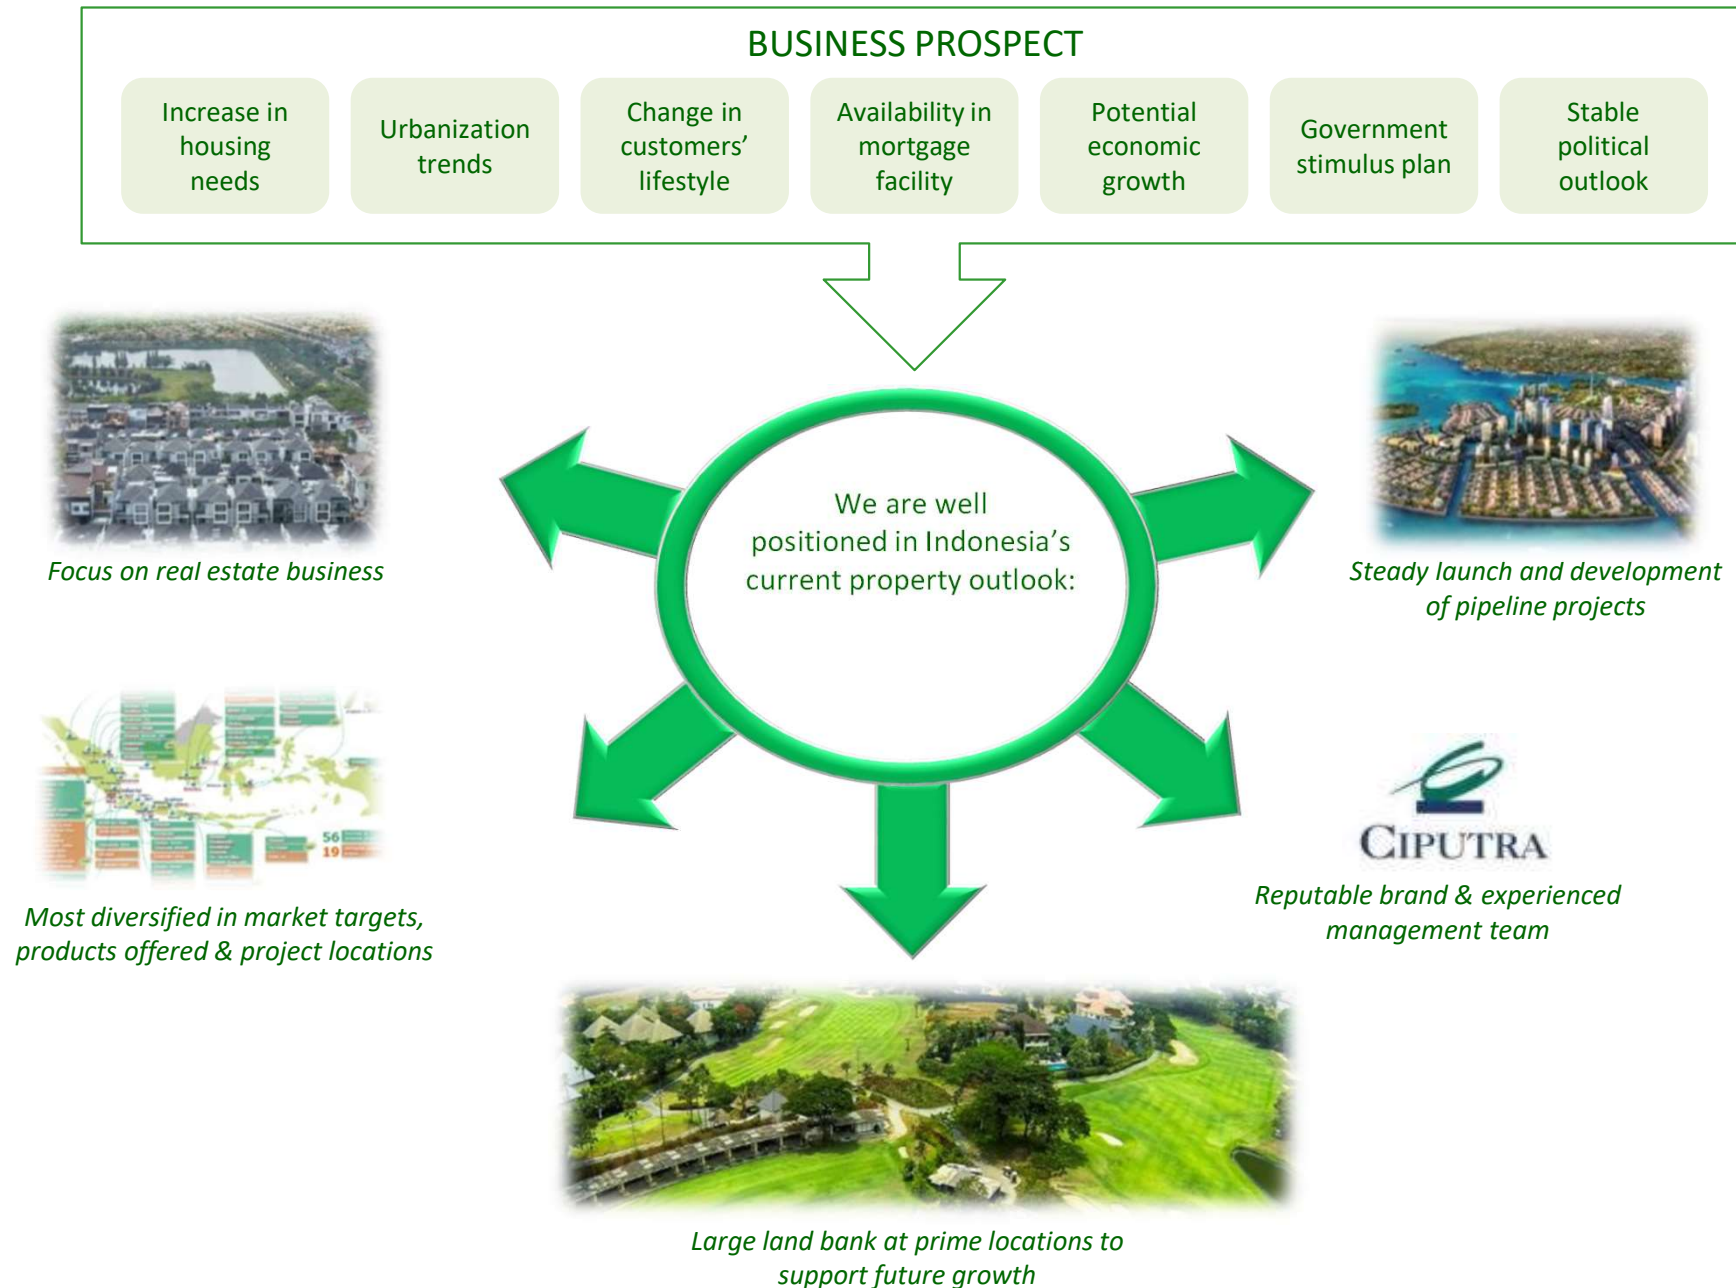 BUSINESS PROSPECT
Increase in
housing
needs
Urbanization
trends
Change in
customers’
lifestyle
Availability in
mortgage
facility
Potential
economic
growth
Government
stimulus plan
Stable
political
outlook
We are well
positioned in Indonesia’s
current property outlook:
Focus on real estate business
Steady launch and development
of pipeline projects
56
19
Most diversified in market targets,
products offered & project locations
CIPUTRA
Reputable brand & experienced
management team
Large land bank at prime locations to
support future growth